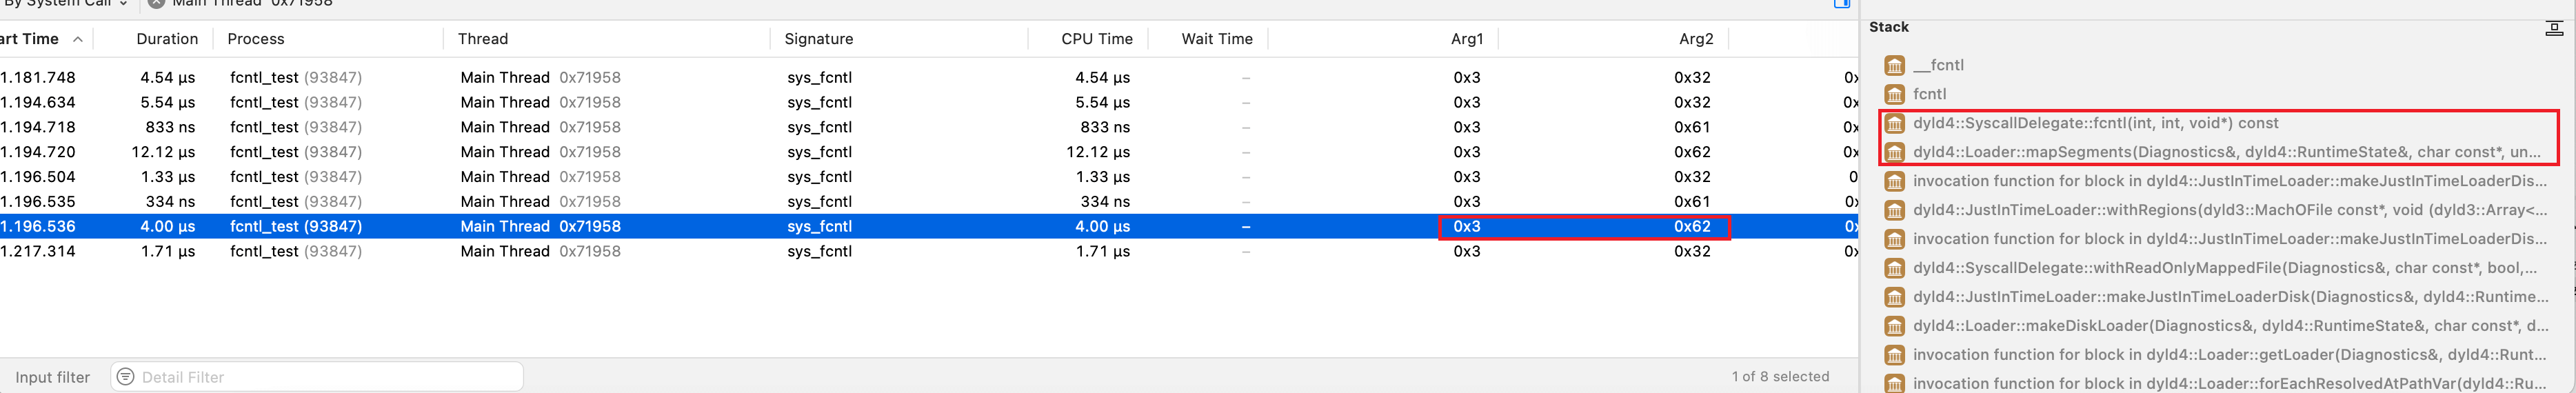 By System Call Main Thread 0x71958
art Time Duration Process Thread Signature CPU Time Wait Time Arg1 Arg2
1.181.748 4.54 µs fcntl_test (93847) Main Thread 0x71958 sys_fcntl 4.54 µs – 0x3 0x32 0x
1.194.634 5.54 µs fcntl_test (93847) Main Thread 0x71958 sys_fcntl 5.54 µs – 0x3 0x32 0x
1.194.718 833 ns fcntl_test (93847) Main Thread 0x71958 sys_fcntl 833 ns – 0x3 0x61 0x
1.194.720 12.12 µs fcntl_test (93847) Main Thread 0x71958 sys_fcntl 12.12 µs – 0x3 0x62 0x
1.196.504 1.33 µs fcntl_test (93847) Main Thread 0x71958 sys_fcntl 1.33 µs – 0x3 0x32 0
1.196.535 334 ns fcntl_test (93847) Main Thread 0x71958 sys_fcntl 334 ns – 0x3 0x61 0x
1.196.536 4.00 µs fcntl_test (93847) Main Thread 0x71958 sys_fcntl 4.00 µs – 0x3 0x62 0x
1.217.314 1.71 µs fcntl_test (93847) Main Thread 0x71958 sys_fcntl 1.71 µs – 0x3 0x32 0x
Input filter Detail Filter 1 of 8 selected
Stack
__fcntl
fcntl
dyld4::SyscallDelegate::fcntl(int, int, void*) const
dyld4::Loader::mapSegments(Diagnostics&, dyld4::RuntimeState&, char const*, un...
invocation function for block in dyld4::JustInTimeLoader::makeJustInTimeLoaderDis...
dyld4::JustInTimeLoader::withRegions(dyld3::MachOFile const*, void (dyld3::Array<...
invocation function for block in dyld4::JustInTimeLoader::makeJustInTimeLoaderDis...
dyld4::SyscallDelegate::withReadOnlyMappedFile(Diagnostics&, char const*, bool,...
dyld4::JustInTimeLoader::makeJustInTimeLoaderDisk(Diagnostics&, dyld4::Runtime...
dyld4::Loader::makeDiskLoader(Diagnostics&, dyld4::RuntimeState&, char const*, d...
invocation function for block in dyld4::Loader::getLoader(Diagnostics&, dyld4::Runt...
invocation function for block in dyld4::Loader::forEachResolvedAtPathVar(dyld4::Ru...